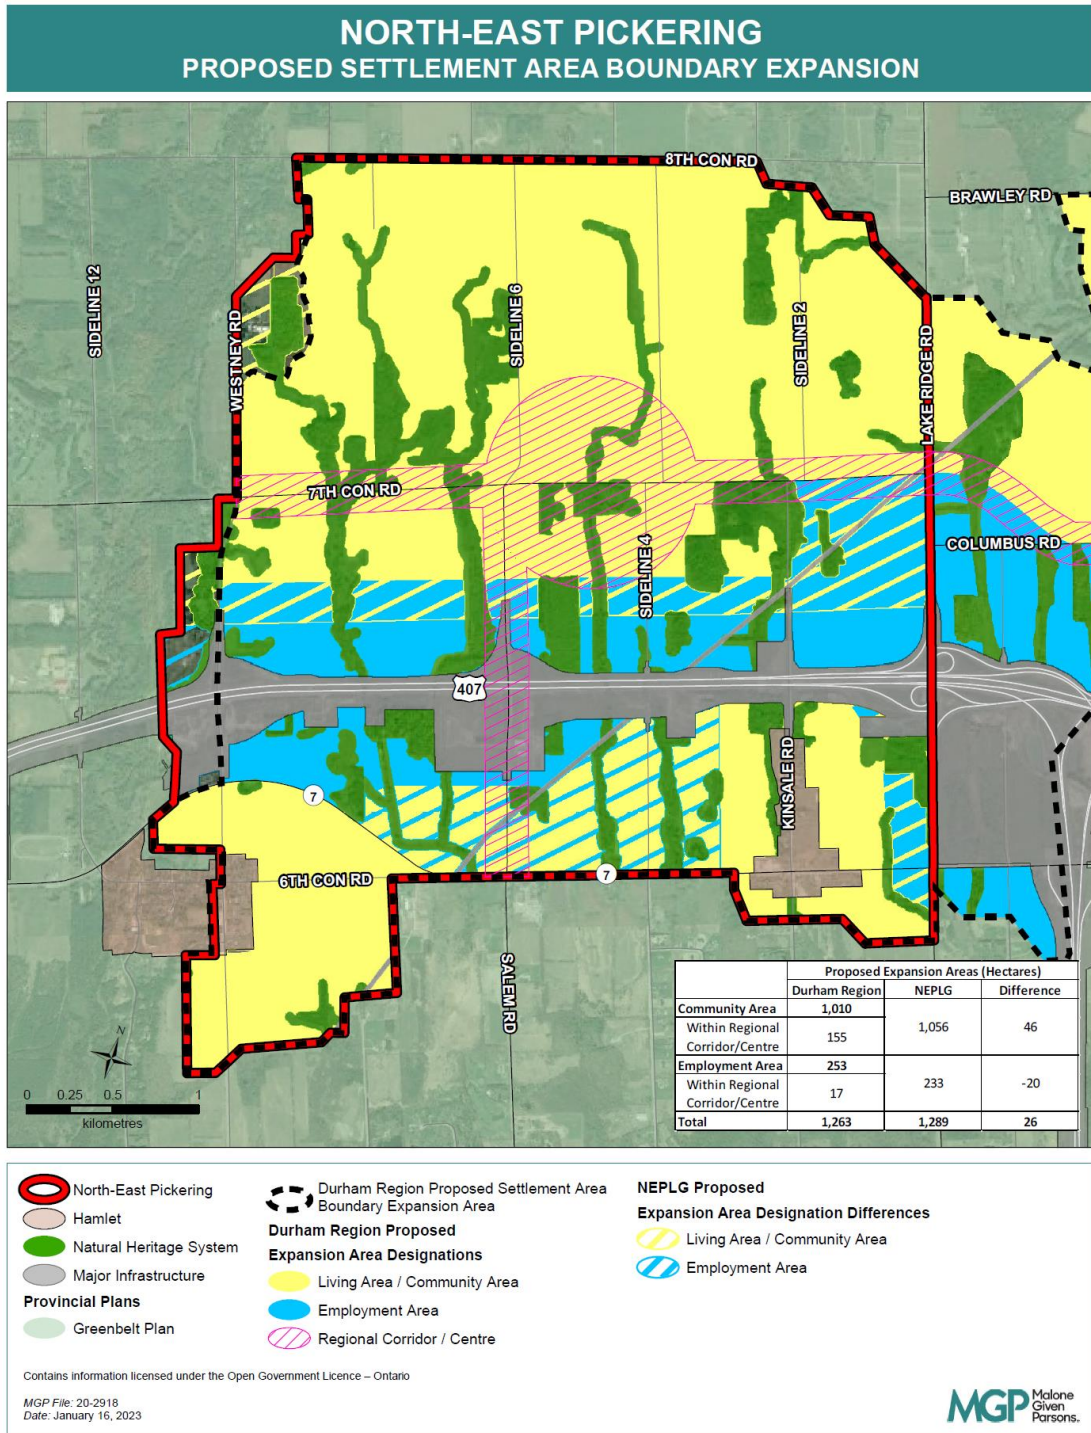 NORTH-EAST PICKERING
PROPOSED SETTLEMENT AREA BOUNDARY EXPANSION
8TH CON RD
BRAWLEY RD
SIDELINE 12
WESTNEY RD
SIDELINE 6
SIDELINE 2
LAKE RIDGE RD
7TH CON RD
SIDELINE 4
COLUMBUS RD
407
KINSALE RD
7
6TH CON RD
7
SALEM RD
N
0 0.25 0.5 1
kilometres
Proposed Expansion Areas (Hectares)
Durham Region NEPLG Difference
Community Area 1,010 1,056 46
Within Regional
Corridor/Centre 155
Employment Area 253 233 -20
Within Regional
Corridor/Centre 17
Total 1,263 1,289 26
North-East Pickering
Hamlet
Natural Heritage System
Major Infrastructure
Provincial Plans
Greenbelt Plan
Durham Region Proposed Settlement Area
Boundary Expansion Area
Durham Region Proposed
Expansion Area Designations
Living Area / Community Area
Employment Area
Regional Corridor / Centre
NEPLG Proposed
Expansion Area Designation Differences
Living Area / Community Area
Employment Area
Contains information licensed under the Open Government Licence – Ontario
MGP File: 20-2918
Date: January 16, 2023
MGP Malone
Given
Parsons.